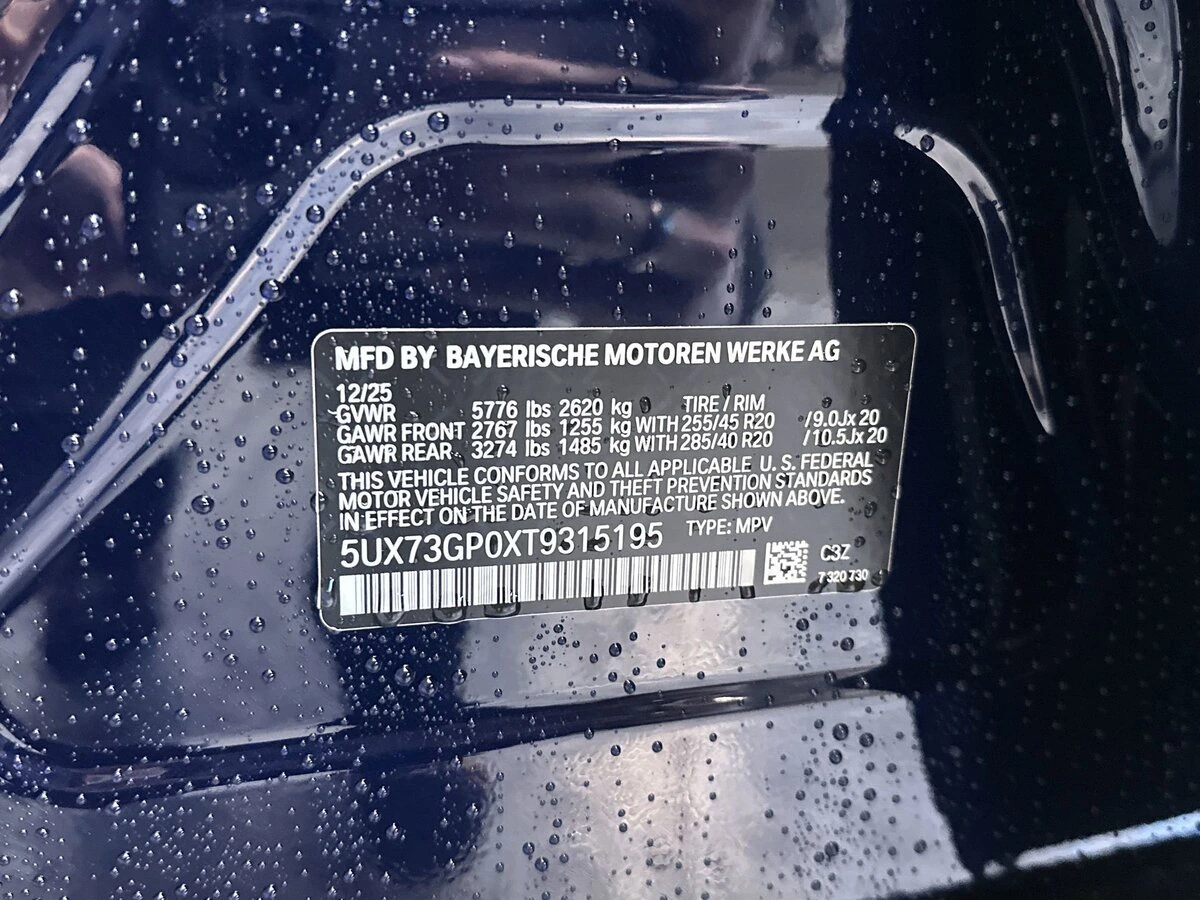 MFD BY BAYERISCHE MOTOREN WERKE AG
12/25
GVWR 5776 lbs 2620 kg TIRE / RIM
GAWR FRONT 2767 lbs 1255 kg WITH 255/45 R20 /9.0Jx 20
GAWR REAR 3274 lbs 1485 kg WITH 285/40 R20 /10.5Jx 20
THIS VEHICLE CONFORMS TO ALL APPLICABLE U. S. FEDERAL
MOTOR VEHICLE SAFETY AND THEFT PREVENTION STANDARDS
IN EFFECT ON THE DATE OF MANUFACTURE SHOWN ABOVE.
5UX73GP0XT9315195 TYPE: MPV
C3Z
7 320 730